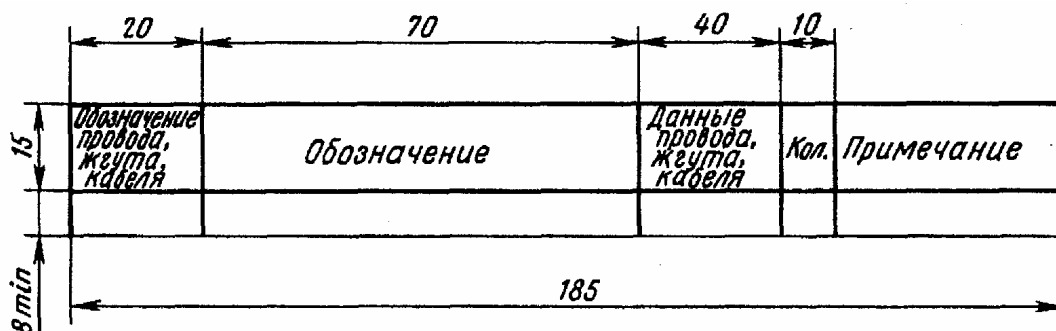 20 70 40 10
15
Обозначение
провода,
жгута,
кабеля
Обозначение
Данные
провода,
жгута,
кабеля
Кол.
Примечание
8 min
185